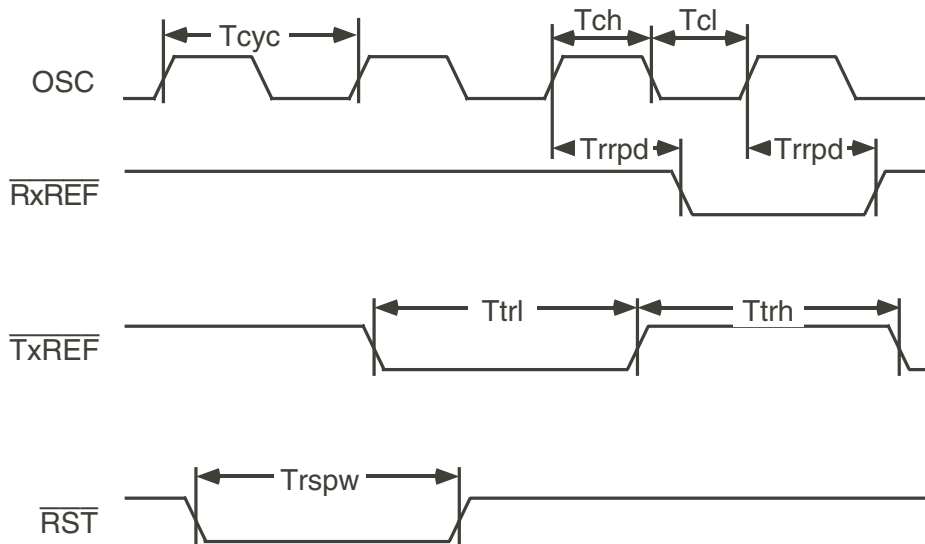 Tcyc Tch Tcl
OSC
Trrpd Trrpd
RxREF
Ttrl Ttrh
TxREF
Trspw
RST